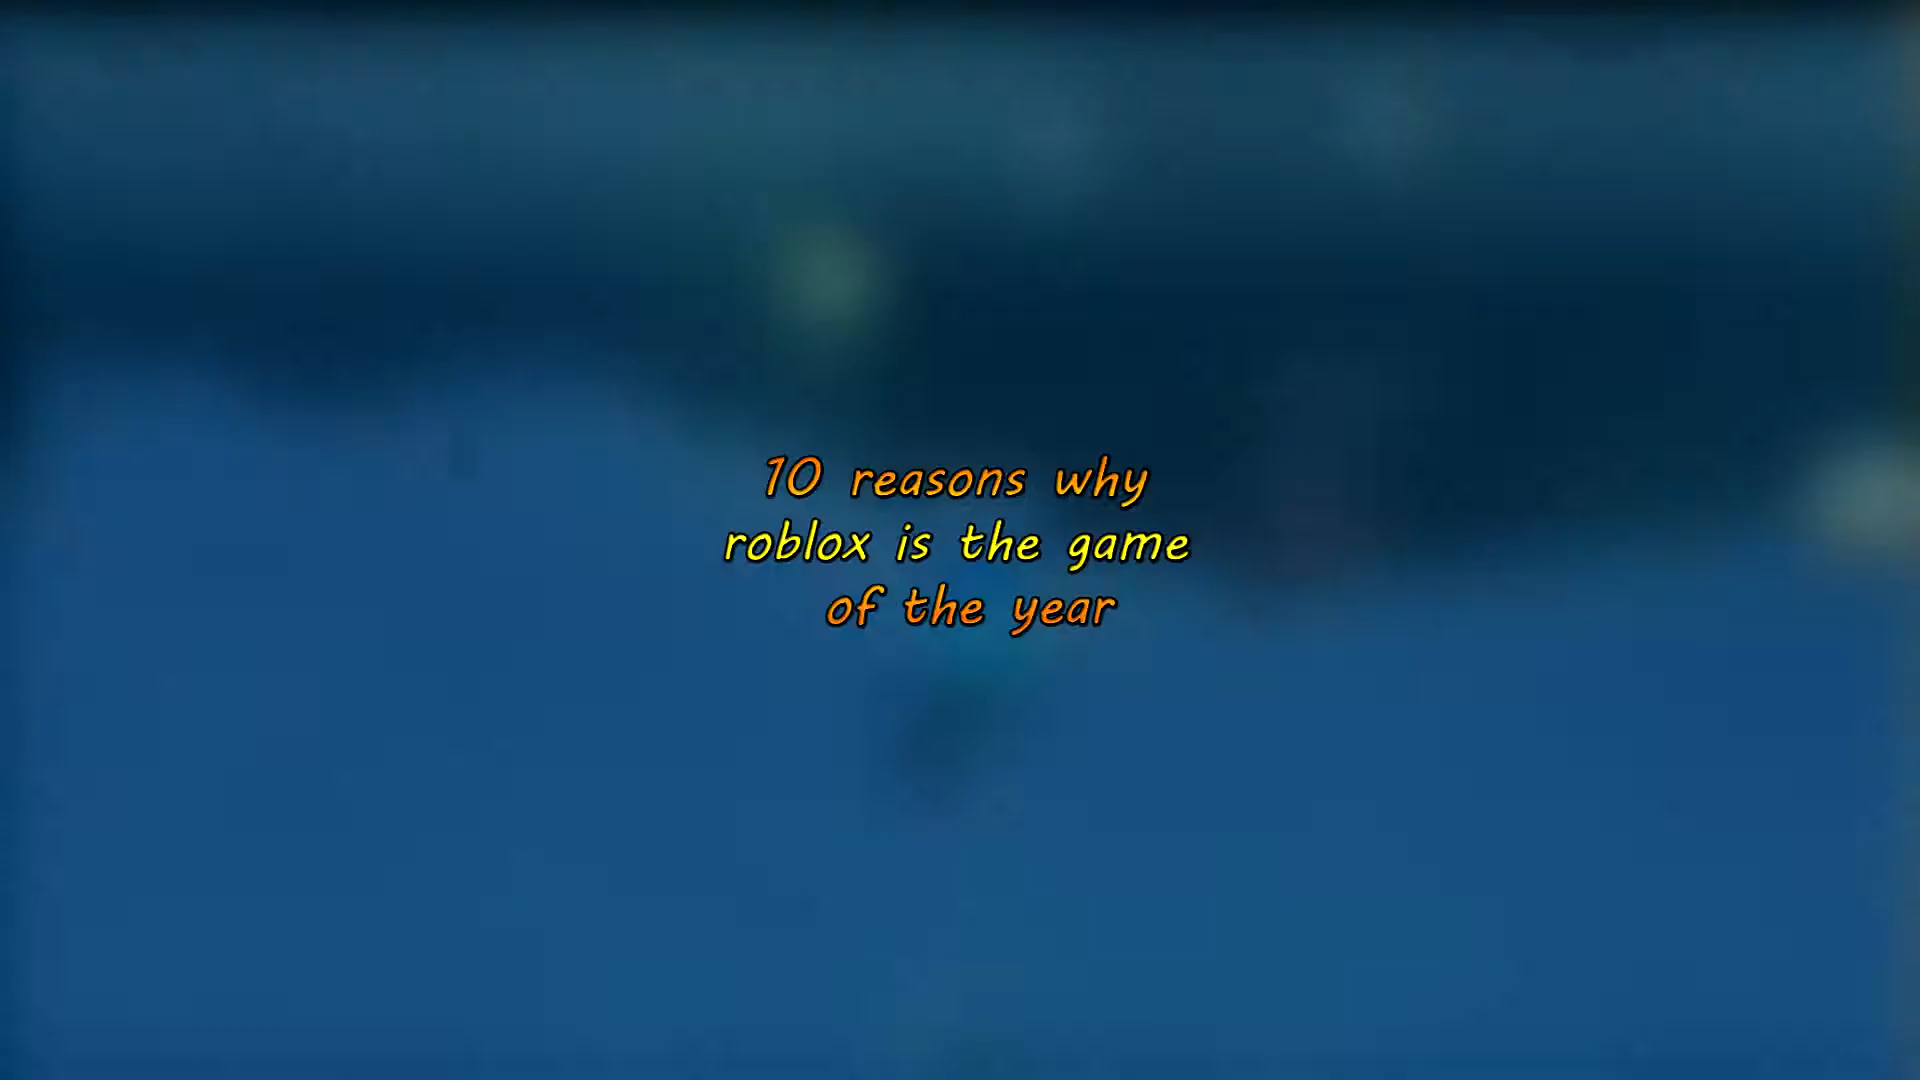 10 reasons why
roblox is the game
of the year